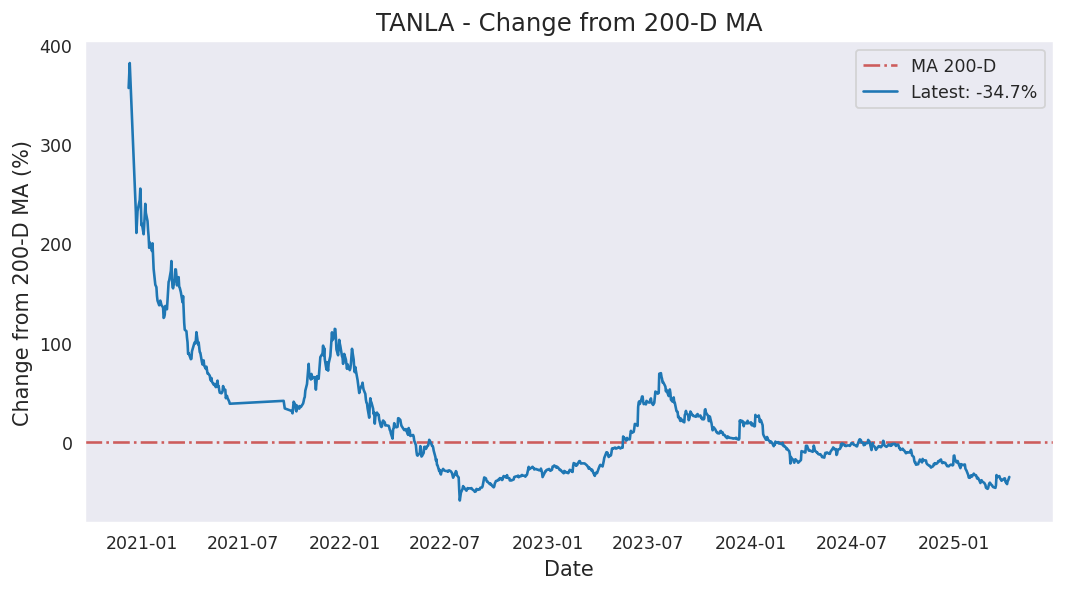 TANLA - Change from 200-D MA
MA 200-D
Latest: -34.7%
Change from 200-D MA (%)
400
300
200
100
0
2021-01 2021-07 2022-01 2022-07 2023-01 2023-07 2024-01 2024-07 2025-01
Date